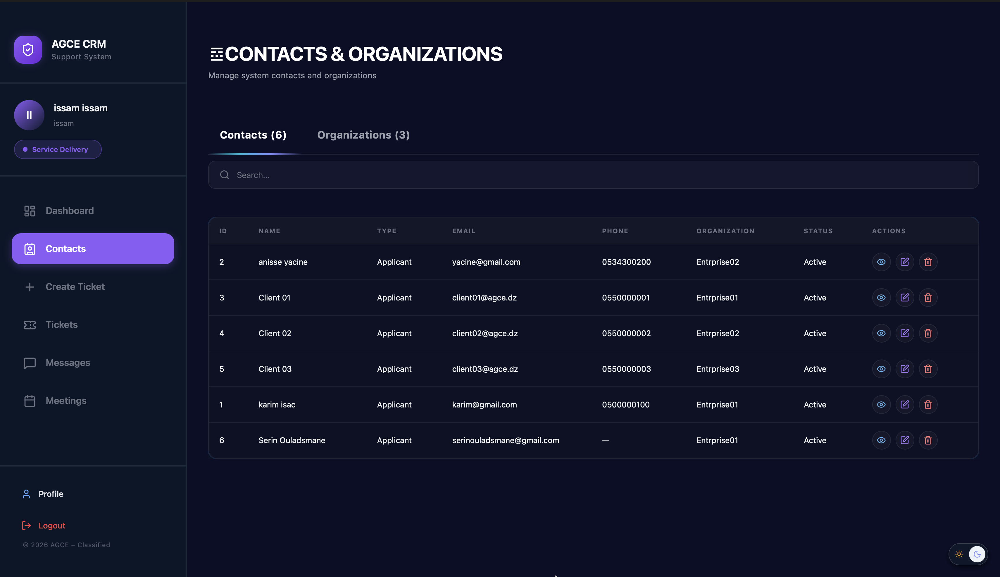 AGCE CRM
Support System
II
issam issam
issam
Service Delivery
Dashboard
Contacts
Create Ticket
Tickets
Messages
Meetings
Profile
Logout
© 2026 AGCE – Classified
CONTACTS & ORGANIZATIONS
Manage system contacts and organizations
Contacts (6) Organizations (3)
Search...
ID NAME TYPE EMAIL PHONE ORGANIZATION STATUS ACTIONS
2 anisse yacine Applicant yacine@gmail.com 0534300200 Entrprise02 Active
3 Client 01 Applicant client01@agce.dz 0550000001 Entrprise01 Active
4 Client 02 Applicant client02@agce.dz 0550000002 Entrprise02 Active
5 Client 03 Applicant client03@agce.dz 0550000003 Entrprise03 Active
1 karim isac Applicant karim@gmail.com 0500000100 Entrprise01 Active
6 Serin Ouladsmane Applicant serinouladsmane@gmail.com — Entrprise01 Active